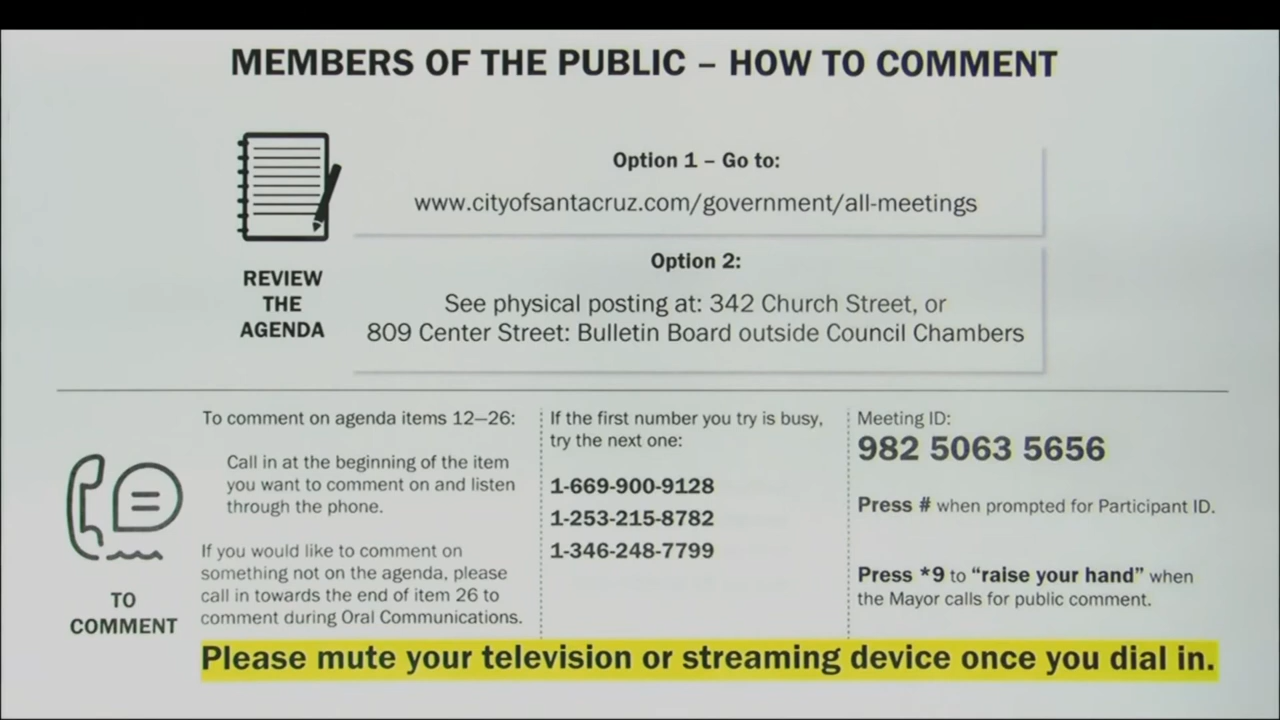 MEMBERS OF THE PUBLIC – HOW TO COMMENT
REVIEW
THE
AGENDA
Option 1 – Go to:
www.cityofsantacruz.com/government/all-meetings
Option 2:
See physical posting at: 342 Church Street, or
809 Center Street: Bulletin Board outside Council Chambers
TO
COMMENT
To comment on agenda items 12–26:
Call in at the beginning of the item
you want to comment on and listen
through the phone.
If you would like to comment on
something not on the agenda, please
call in towards the end of item 26 to
comment during Oral Communications.
If the first number you try is busy,
try the next one:
1-669-900-9128
1-253-215-8782
1-346-248-7799
Meeting ID:
982 5063 5656
Press # when prompted for Participant ID.
Press *9 to “raise your hand” when
the Mayor calls for public comment.
Please mute your television or streaming device once you dial in.